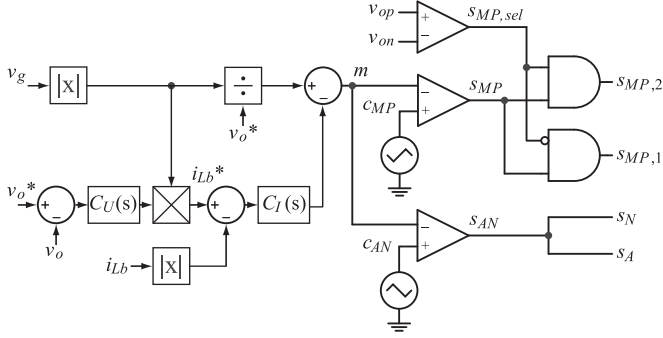 v_op + s_MP,sel
v_on −
v_g |x| ÷ + − m − s_MP s_MP,2
v_o* c_MP +
s_MP,1
v_o* + − C_U(s) i_Lb* + − C_I(s)
v_o
− s_AN s_N
i_Lb |x| c_AN + s_A